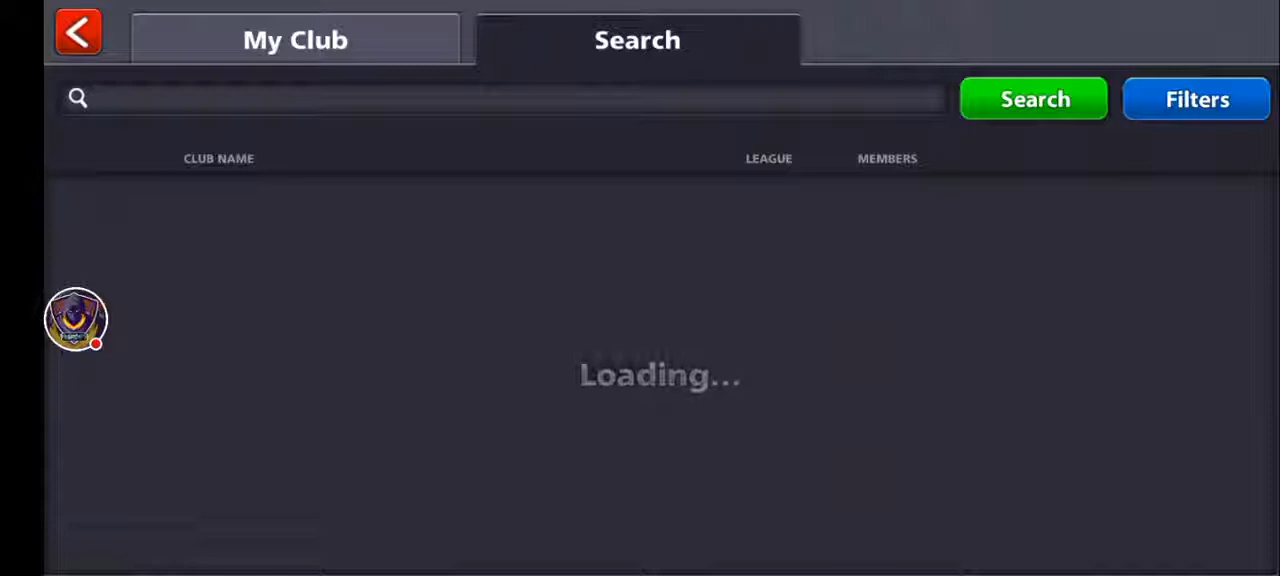 My Club
Search
Search
Filters
CLUB NAME
LEAGUE
MEMBERS
Loading...